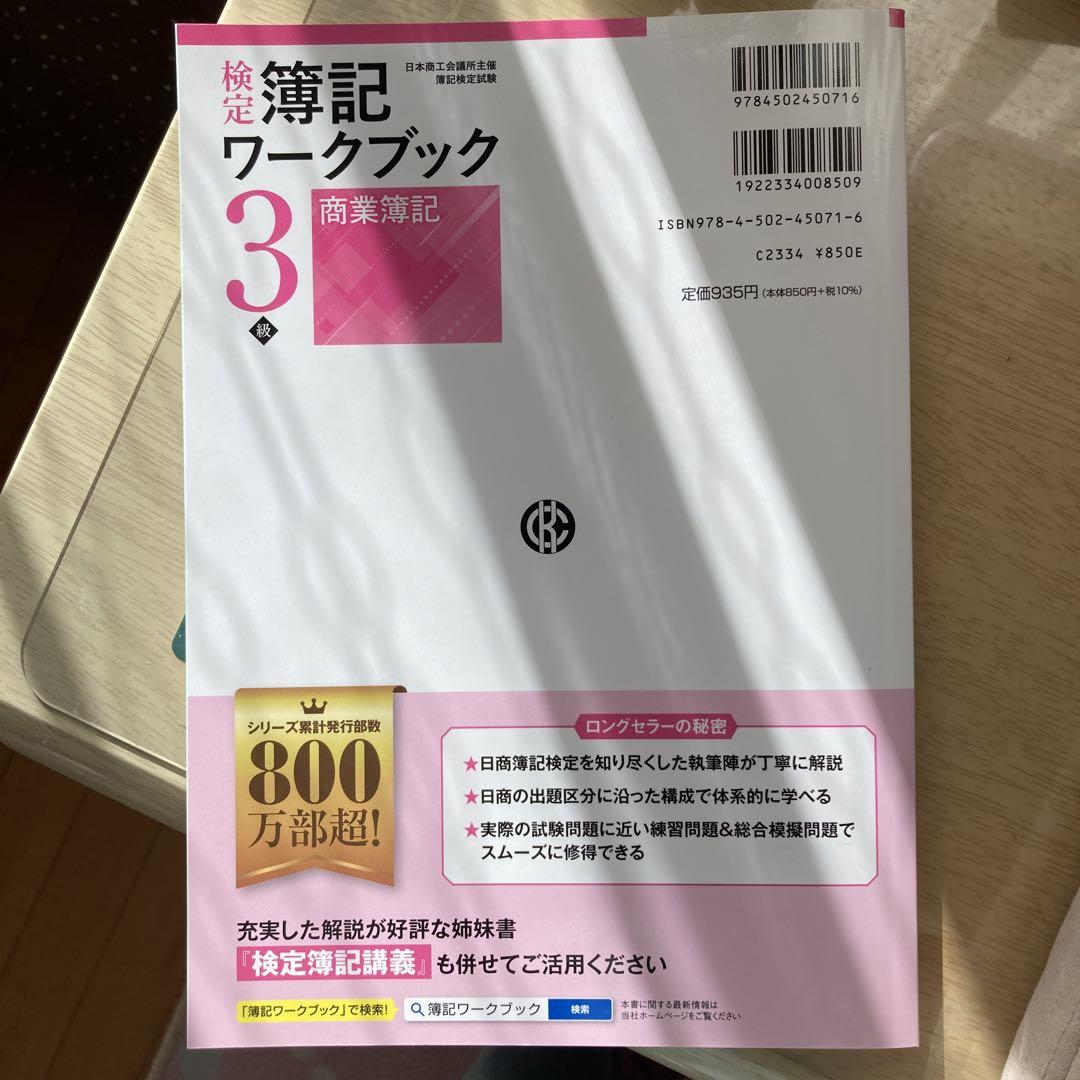 検定 簿記
日本商工会議所主催
簿記検定試験
ワークブック
3級
商業簿記
9784502450716
1922334008509
ISBN978-4-502-45071-6
C2334 ¥850E
定価935円(本体850円+税10%)
シリーズ累計発行部数
800
万部超!
ロングセラーの秘密
★日商簿記検定を知り尽くした執筆陣が丁寧に解説
★日商の出題区分に沿った構成で体系的に学べる
★実際の試験問題に近い練習問題&総合模擬問題で
スムーズに修得できる
充実した解説が好評な姉妹書
『検定簿記講義』も併せてご活用ください
「簿記ワークブック」で検索!
簿記ワークブック 検索
本書に関する最新情報は
当社ホームページをご覧ください